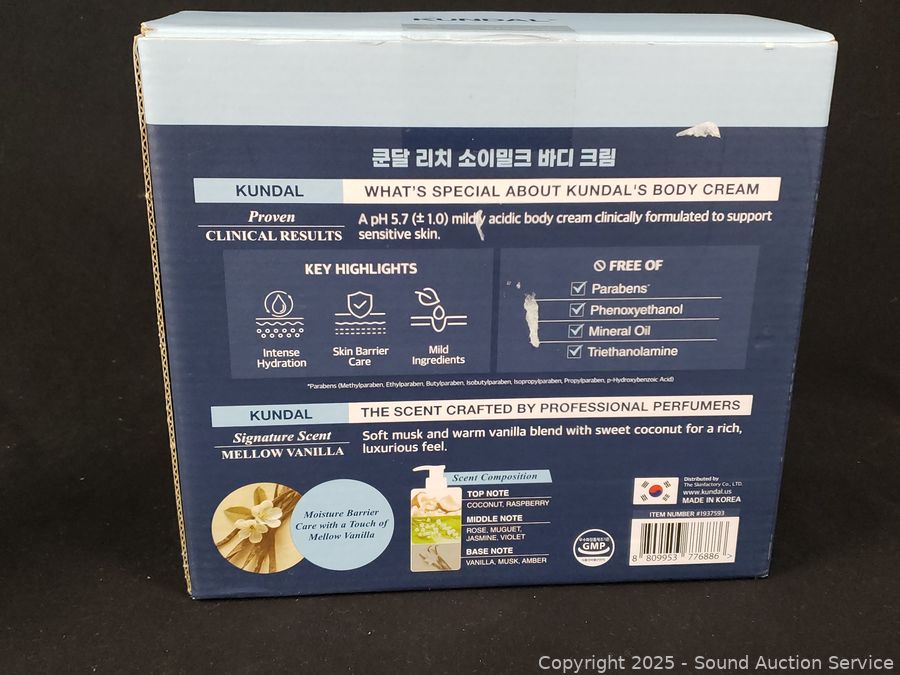 KUNDAL
쿤달 리치 소이밀크 바디 크림
KUNDAL WHAT'S SPECIAL ABOUT KUNDAL'S BODY CREAM
Proven
CLINICAL RESULTS
A pH 5.7 (±1.0) mildly acidic body cream clinically formulated to support
sensitive skin.
KEY HIGHLIGHTS
Intense
Hydration
Skin Barrier
Care
Mild
Ingredients
FREE OF
Parabens*
Phenoxyethanol
Mineral Oil
Triethanolamine
*Parabens (Methylparaben, Ethylparaben, Butylparaben, Isobutylparaben, Isopropylparaben, Propylparaben, p-Hydroxybenzoic Acid)
KUNDAL THE SCENT CRAFTED BY PROFESSIONAL PERFUMERS
Signature Scent
MELLOW VANILLA
Soft musk and warm vanilla blend with sweet coconut for a rich,
luxurious feel.
Moisture Barrier
Care with a Touch of
Mellow Vanilla
Scent Composition
TOP NOTE
COCONUT, RASPBERRY
MIDDLE NOTE
ROSE, MUGUET,
JASMINE, VIOLET
BASE NOTE
VANILLA, MUSK, AMBER
GMP
Distributed by
The Skinfactory Co., LTD.
www.kundal.us
MADE IN KOREA
ITEM NUMBER #1937593
8 809953 776886 >
Copyright 2025 - Sound Auction Service